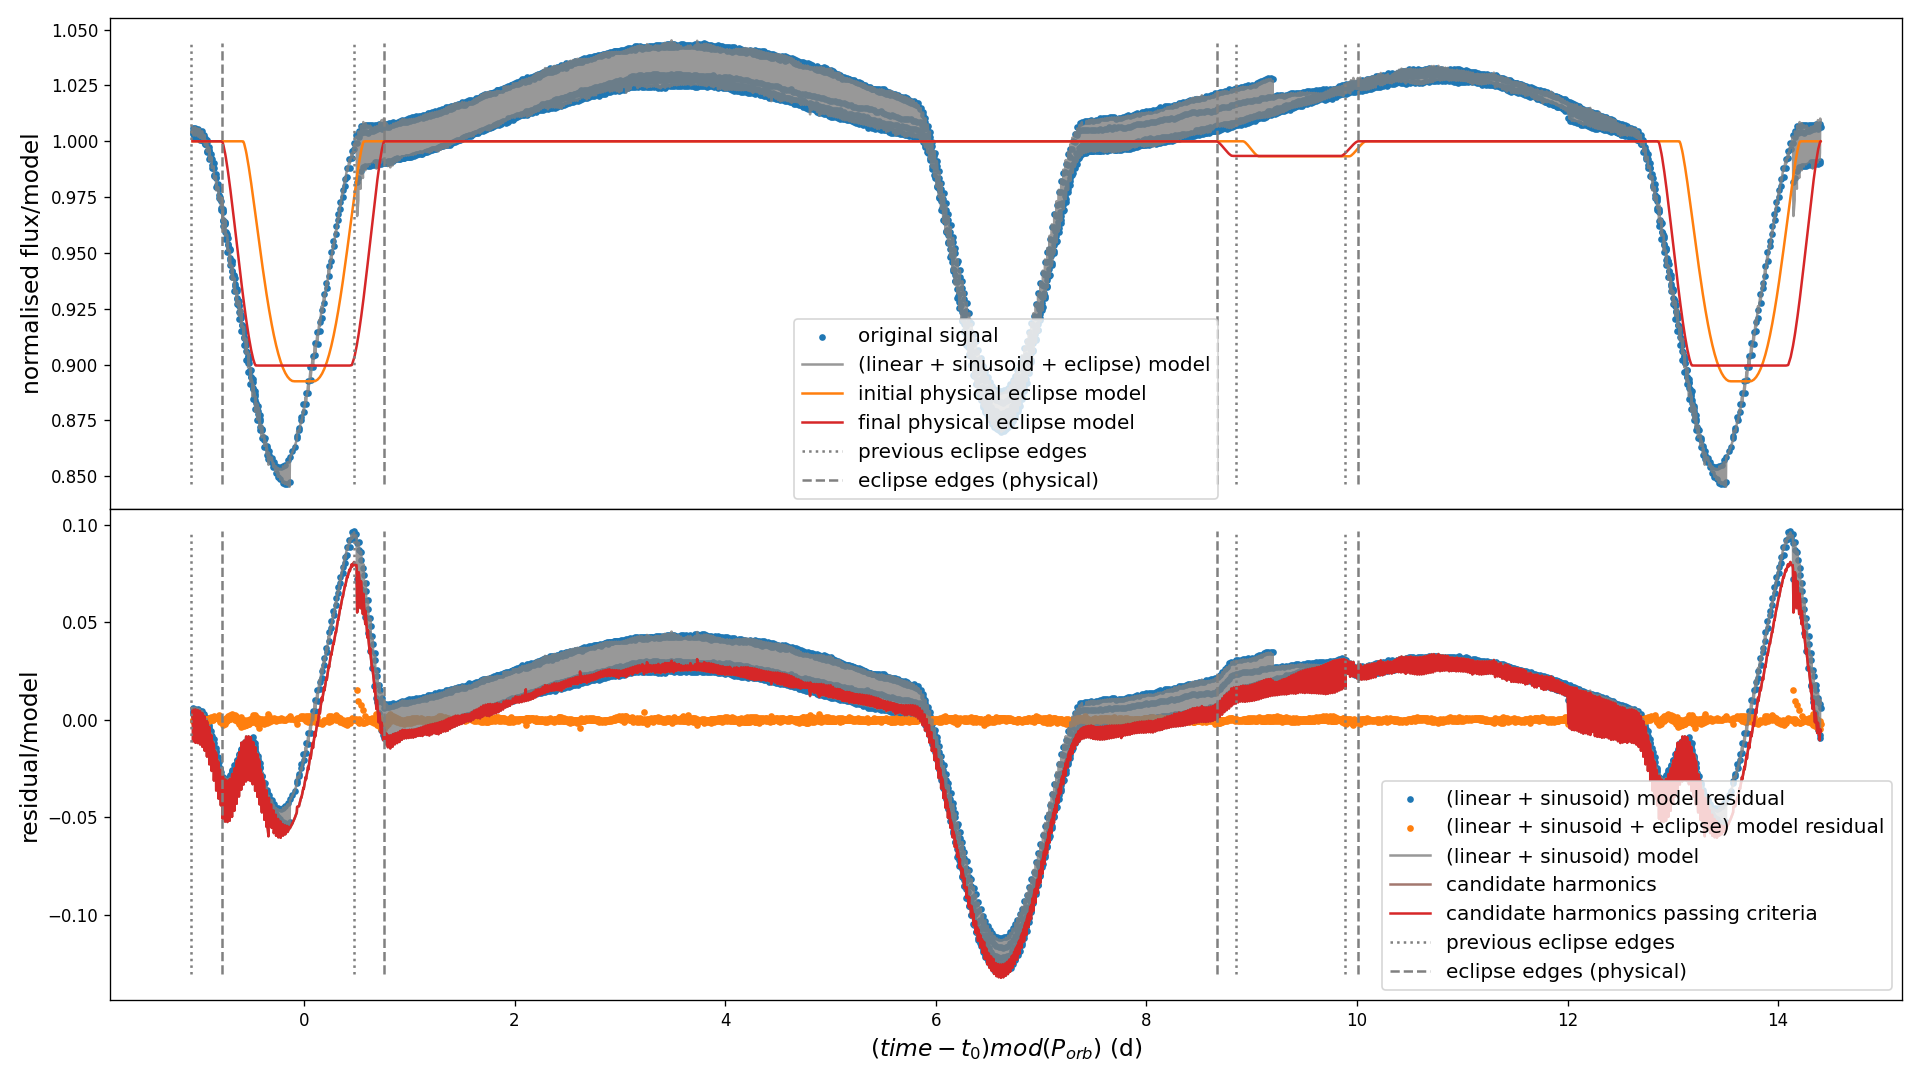 1.050
1.025
1.000
0.975
0.950
0.925
0.900
0.875
0.850
normalised flux/model
original signal
(linear + sinusoid + eclipse) model
initial physical eclipse model
final physical eclipse model
previous eclipse edges
eclipse edges (physical)
0.10
0.05
0.00
−0.05
−0.10
residual/model
(linear + sinusoid) model residual
(linear + sinusoid + eclipse) model residual
(linear + sinusoid) model
candidate harmonics
candidate harmonics passing criteria
previous eclipse edges
eclipse edges (physical)
0 2 4 6 8 10 12 14
(time − t₀)mod(P_orb) (d)